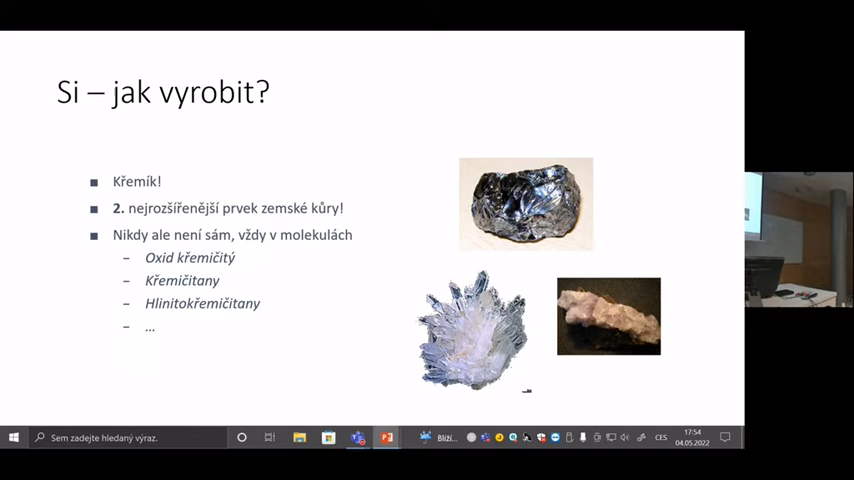 Si – jak vyrobit?
■ Křemík!
■ 2. nejrozšířenější prvek zemské kůry!
■ Nikdy ale není sám, vždy v molekulách
– Oxid křemičitý
– Křemičitany
– Hlinitokřemičitany
– ...
Sem zadejte hledaný výraz.
Blíží...
CES
17:54
04.05.2022